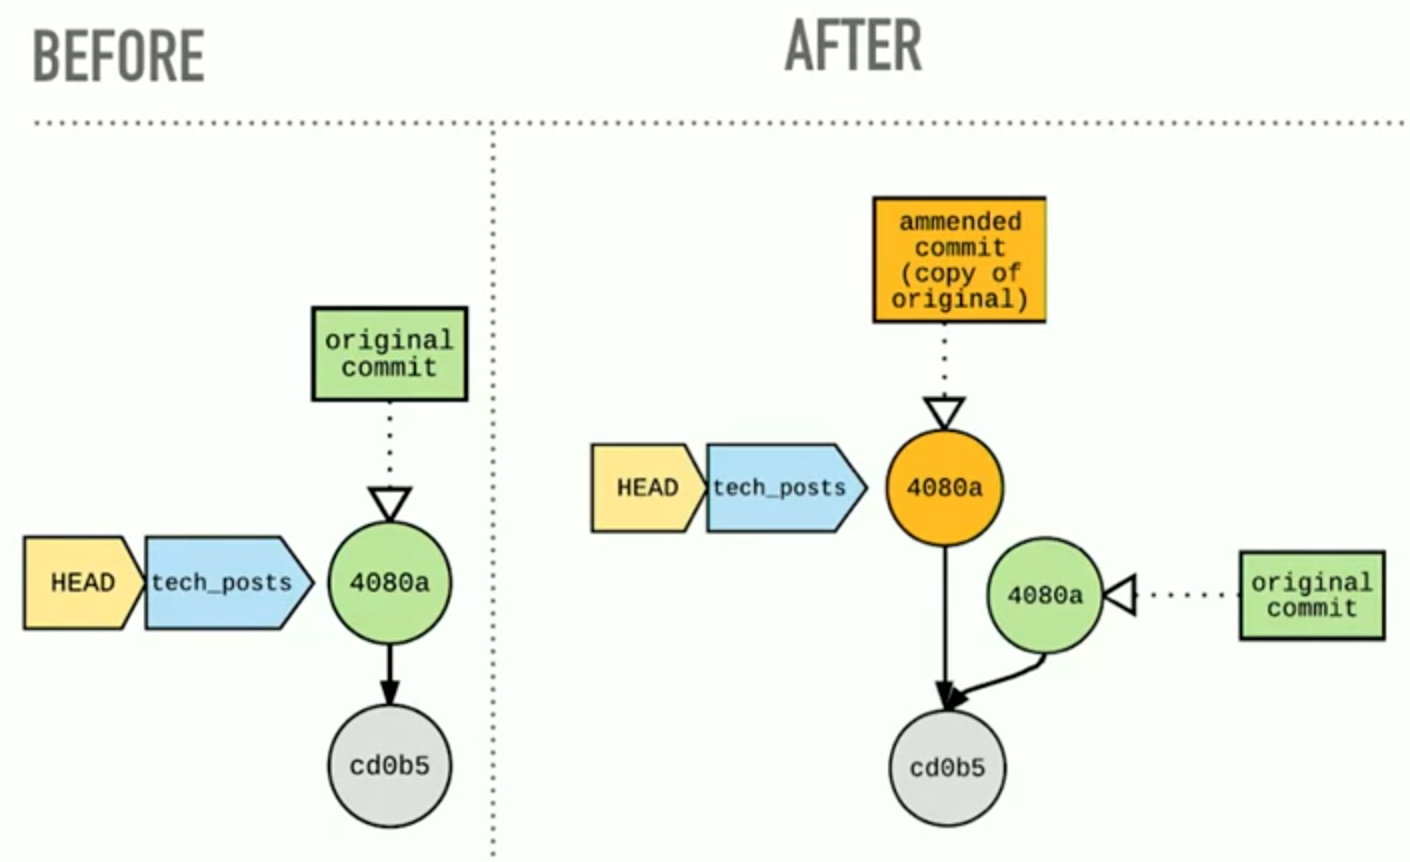 BEFORE
AFTER
original
commit
HEAD
tech_posts
4080a
cd0b5
ammended
commit
(copy of
original)
HEAD
tech_posts
4080a
4080a
original
commit
cd0b5